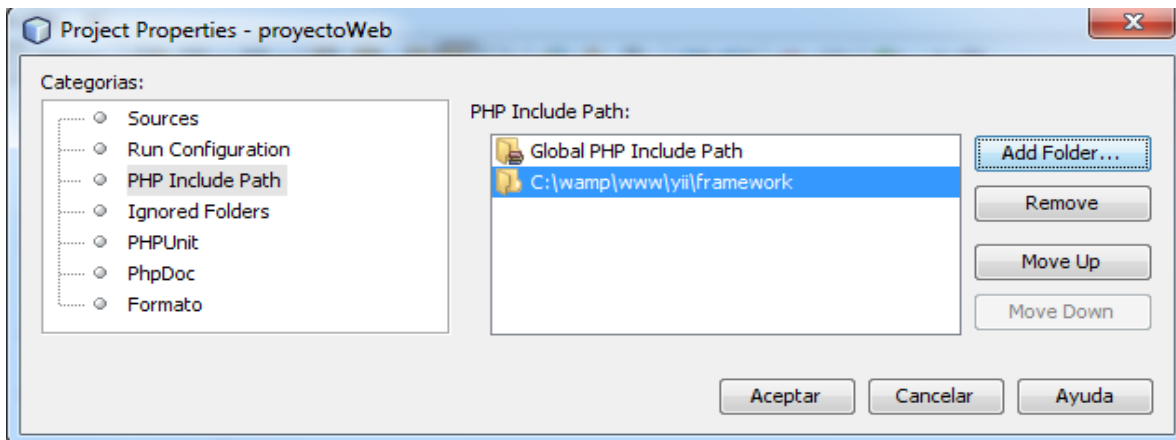 Project Properties - proyectoWeb
Categorias:
Sources
Run Configuration
PHP Include Path
Ignored Folders
PHPUnit
PhpDoc
Formato
PHP Include Path:
Global PHP Include Path
C:\wamp\www\yii\framework
Add Folder...
Remove
Move Up
Move Down
Aceptar
Cancelar
Ayuda